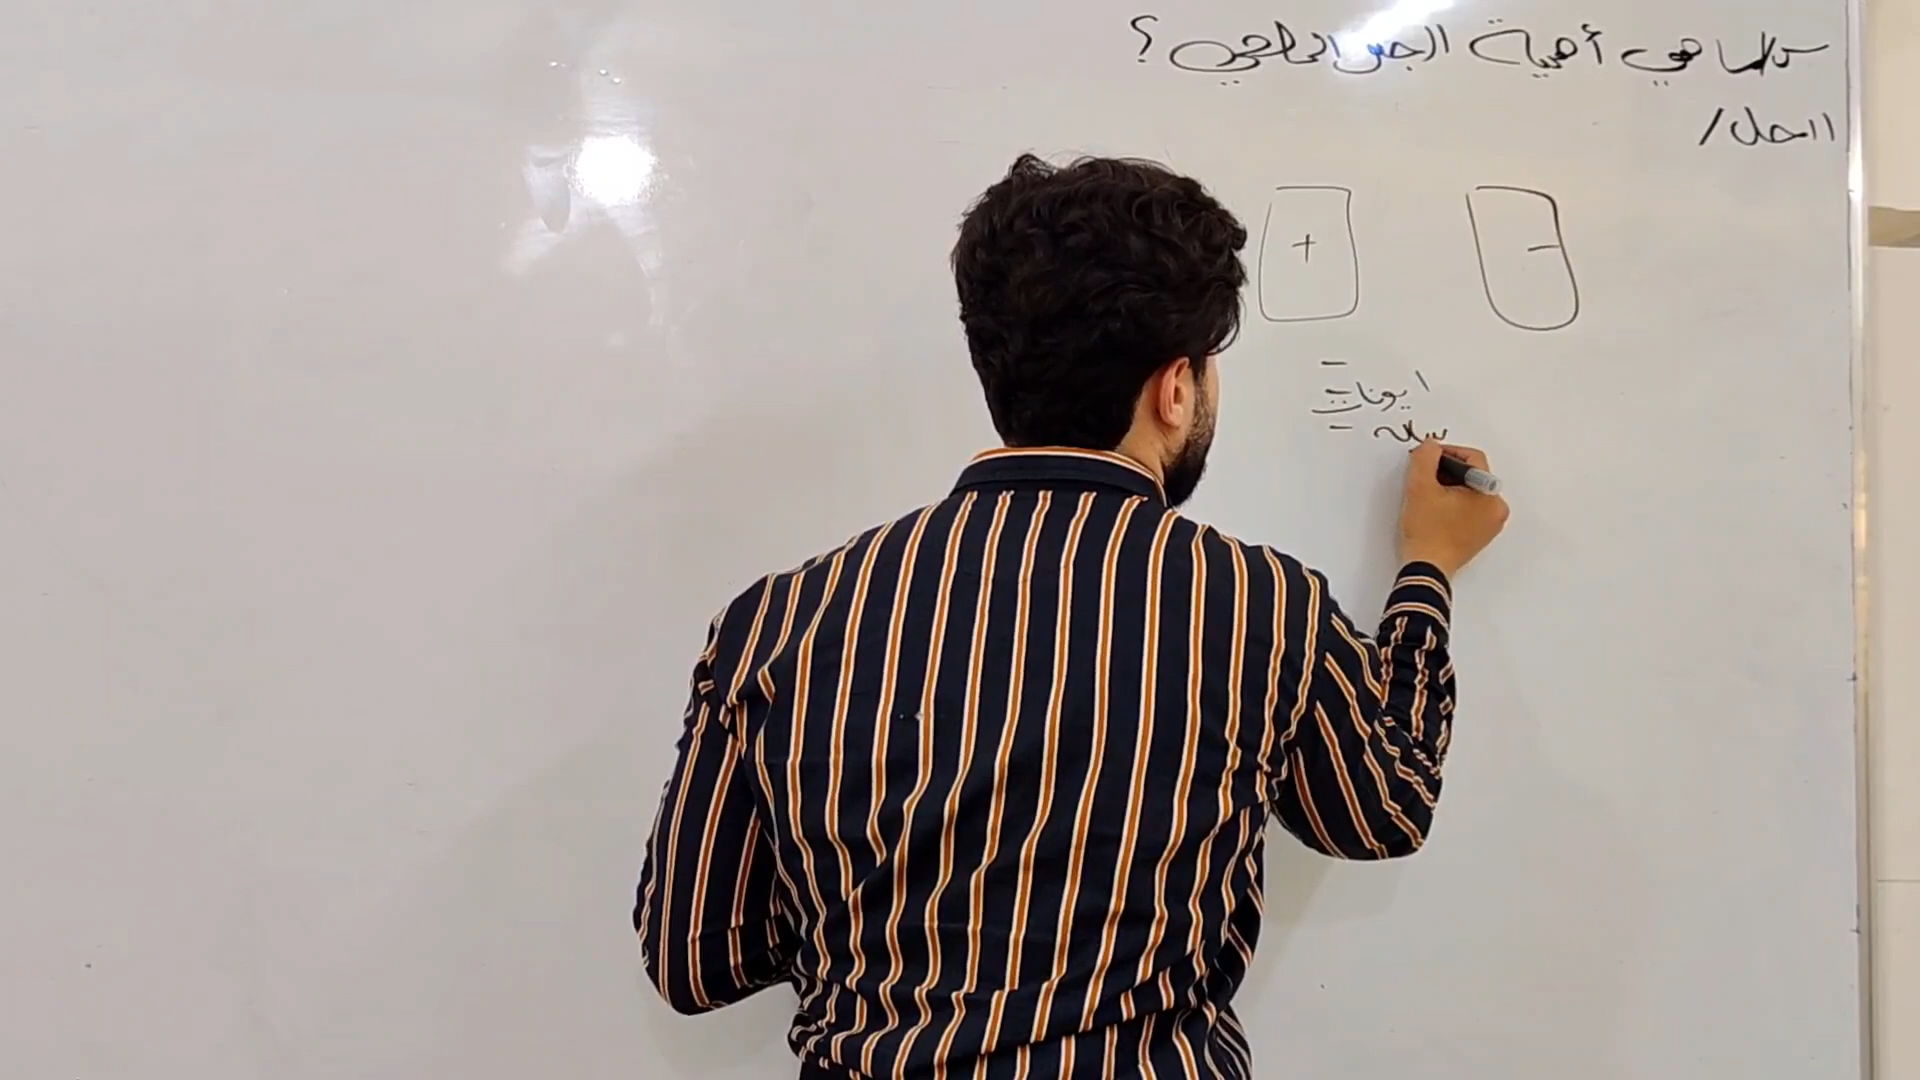 س/ ما هي أهمية الجسر الملحي ؟
الحل /
+ -
ايونات
سالبة